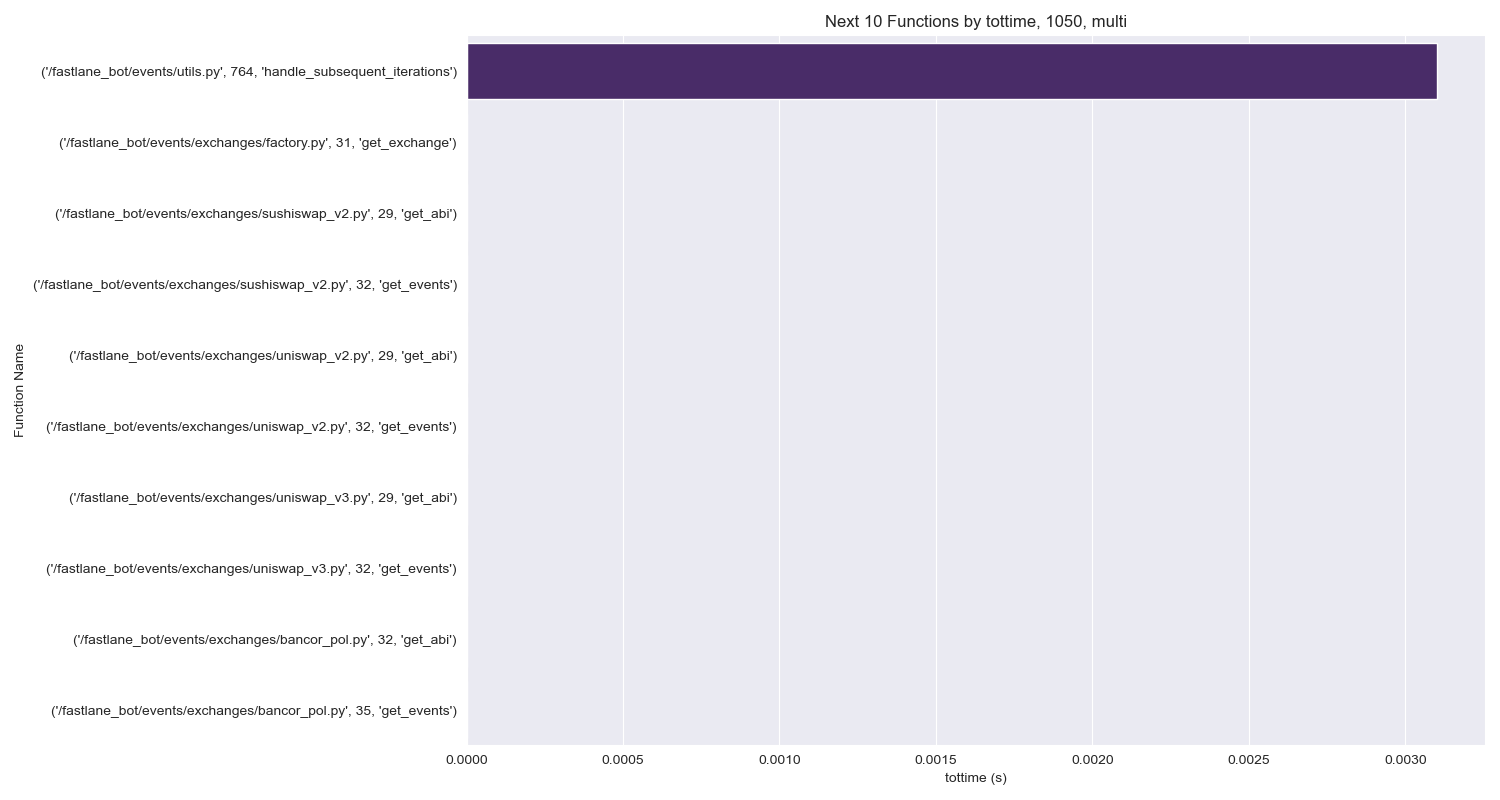 Next 10 Functions by tottime, 1050, multi
('/fastlane_bot/events/utils.py', 764, 'handle_subsequent_iterations')
('/fastlane_bot/events/exchanges/factory.py', 31, 'get_exchange')
('/fastlane_bot/events/exchanges/sushiswap_v2.py', 29, 'get_abi')
('/fastlane_bot/events/exchanges/sushiswap_v2.py', 32, 'get_events')
('/fastlane_bot/events/exchanges/uniswap_v2.py', 29, 'get_abi')
('/fastlane_bot/events/exchanges/uniswap_v2.py', 32, 'get_events')
('/fastlane_bot/events/exchanges/uniswap_v3.py', 29, 'get_abi')
('/fastlane_bot/events/exchanges/uniswap_v3.py', 32, 'get_events')
('/fastlane_bot/events/exchanges/bancor_pol.py', 32, 'get_abi')
('/fastlane_bot/events/exchanges/bancor_pol.py', 35, 'get_events')
Function Name
0.0000 0.0005 0.0010 0.0015 0.0020 0.0025 0.0030
tottime (s)